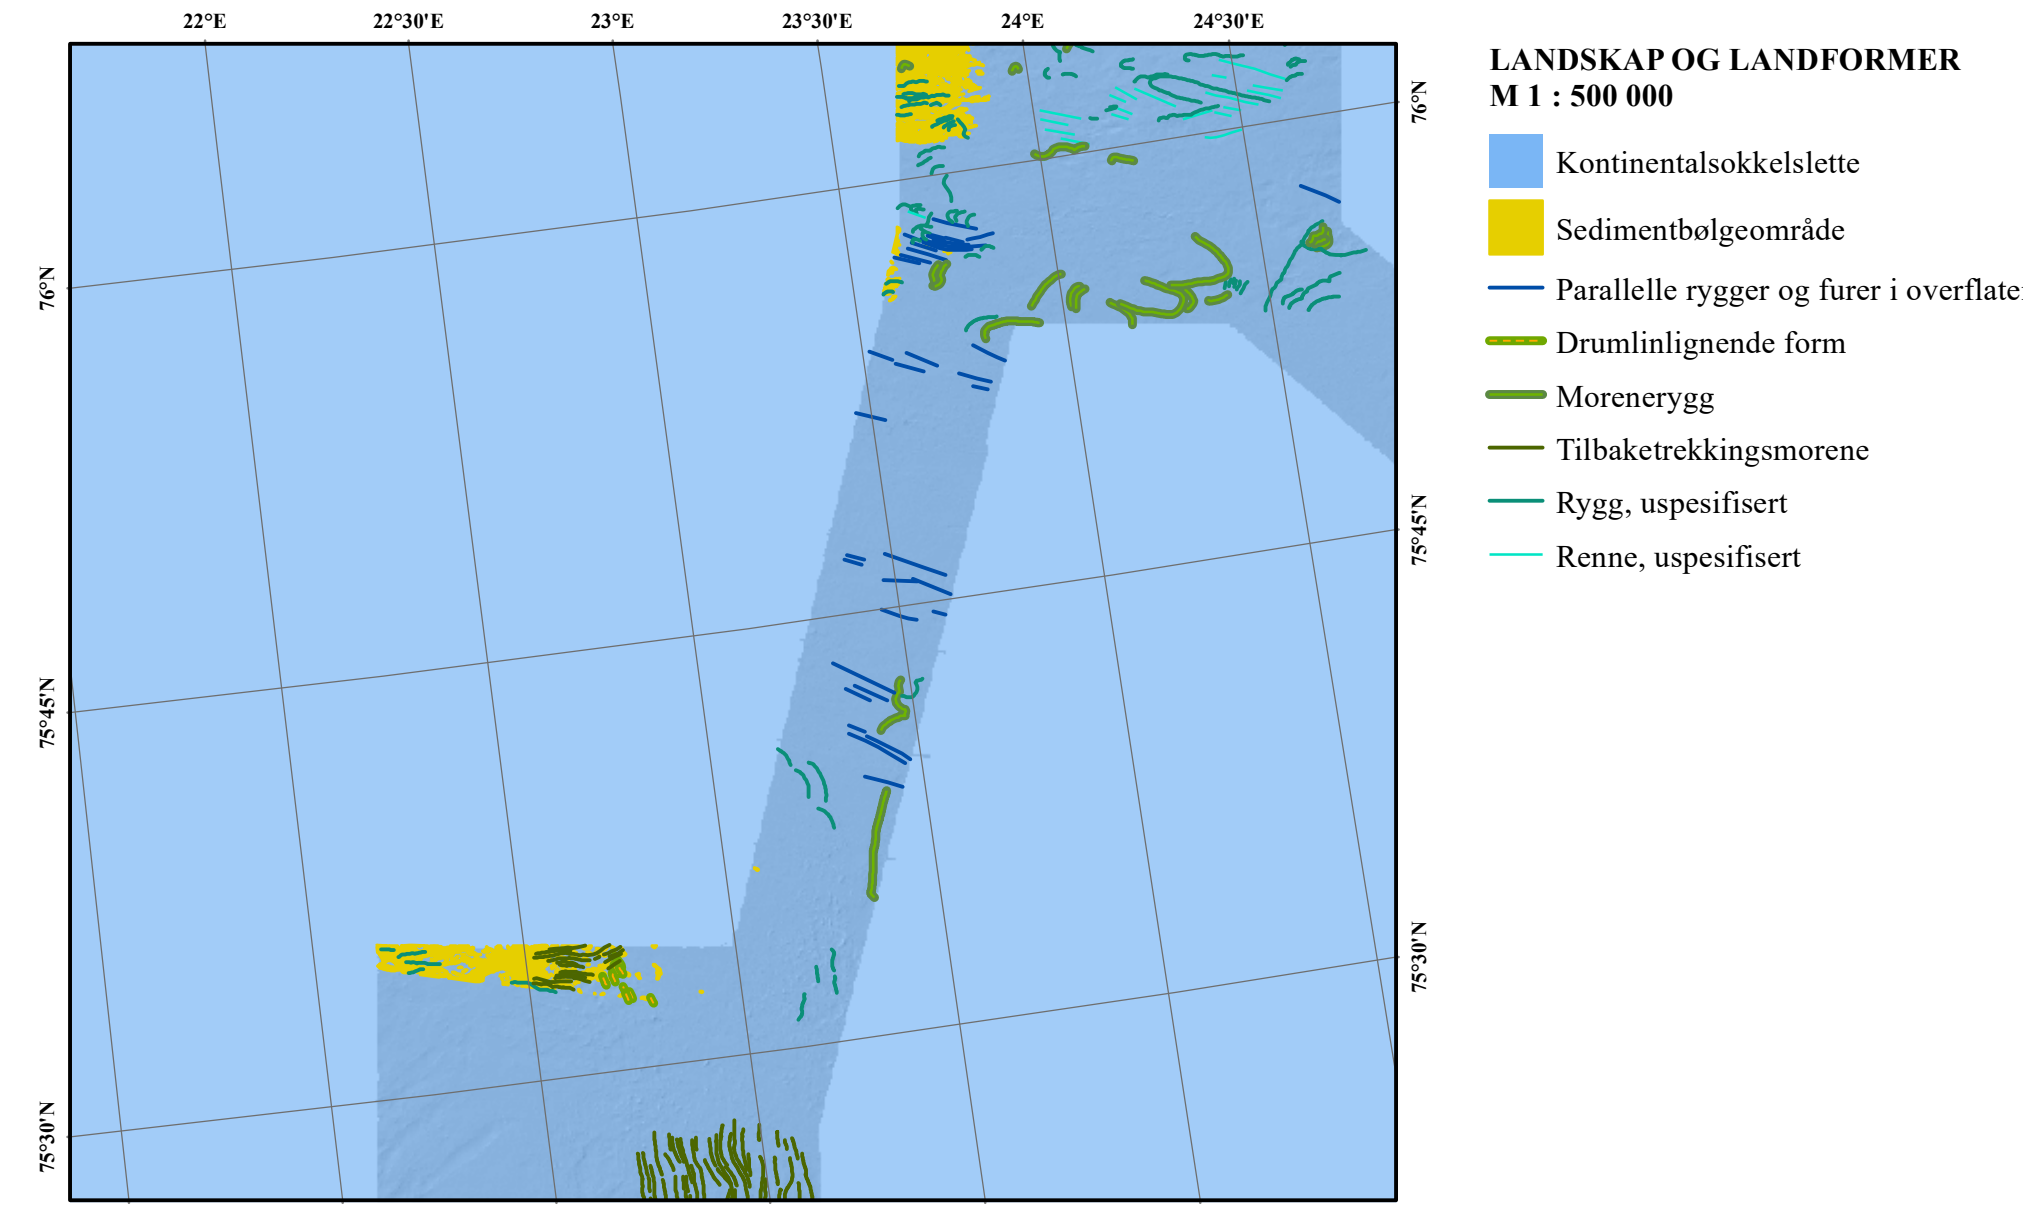 22°E 22°30'E 23°E 23°30'E 24°E 24°30'E
LANDSKAP OG LANDFORMER
M 1 : 500 000
Kontinentalsokkelslette
Sedimentbølgeområde
Parallelle rygger og furer i overflaten
Drumlinlignende form
Morenerygg
Tilbaketrekkingsmorene
Rygg, uspesifisert
Renne, uspesifisert
76°N
75°45'N
75°30'N
76°N
75°45'N
75°30'N